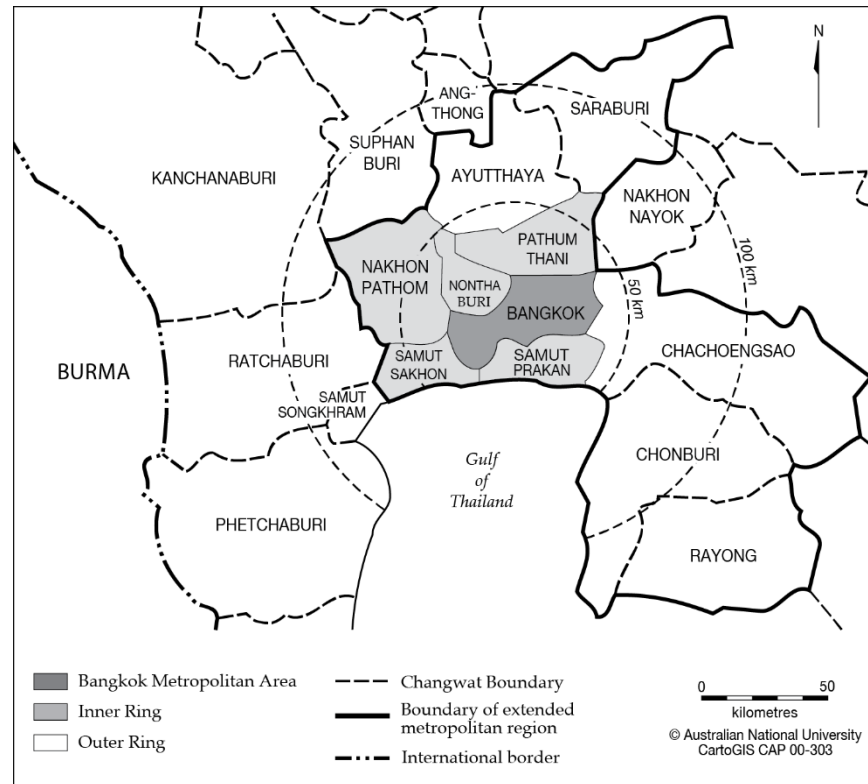 N
ANG-
THONG
SARABURI
SUPHAN
BURI
KANCHANABURI
AYUTTHAYA
NAKHON
NAYOK
PATHUM
THANI
NAKHON
PATHOM
NONTHA
BURI
100 km
50 km
BANGKOK
SAMUT
SAKHON
SAMUT
PRAKAN
CHACHOENGSAO
RATCHABURI
BURMA
SAMUT
SONGKHRAM
Gulf
of
Thailand
CHONBURI
PHETCHABURI
RAYONG
Bangkok Metropolitan Area
Inner Ring
Outer Ring
Changwat Boundary
Boundary of extended
metropolitan region
International border
0 50
kilometres
© Australian National University
CartoGIS CAP 00-303